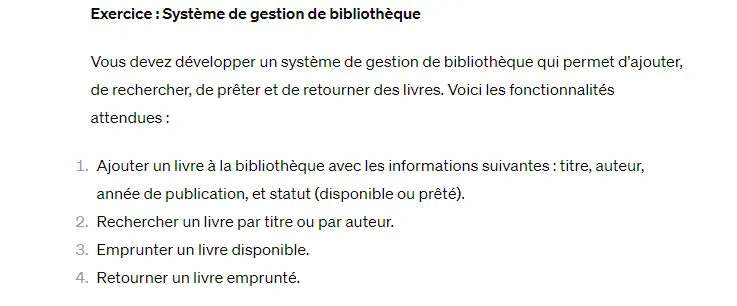 Exercice : Système de gestion de bibliothèque
Vous devez développer un système de gestion de bibliothèque qui permet d'ajouter,
de rechercher, de prêter et de retourner des livres. Voici les fonctionnalités
attendues :
1. Ajouter un livre à la bibliothèque avec les informations suivantes : titre, auteur,
année de publication, et statut (disponible ou prêté).
2. Rechercher un livre par titre ou par auteur.
3. Emprunter un livre disponible.
4. Retourner un livre emprunté.